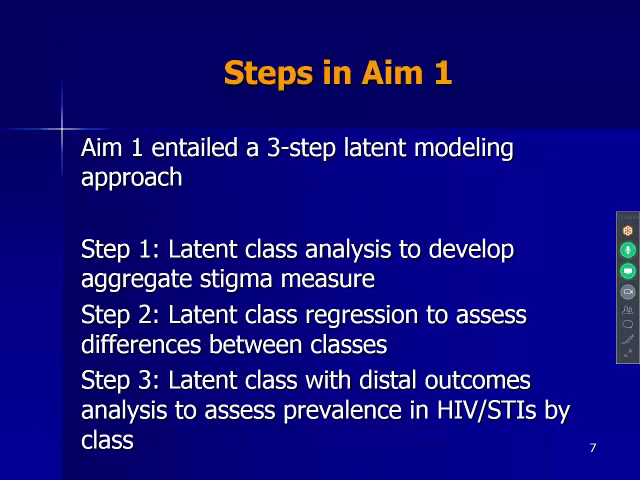 Steps in Aim 1
Aim 1 entailed a 3-step latent modeling
approach
Step 1: Latent class analysis to develop
aggregate stigma measure
Step 2: Latent class regression to assess
differences between classes
Step 3: Latent class with distal outcomes
analysis to assess prevalence in HIV/STIs by
class
7